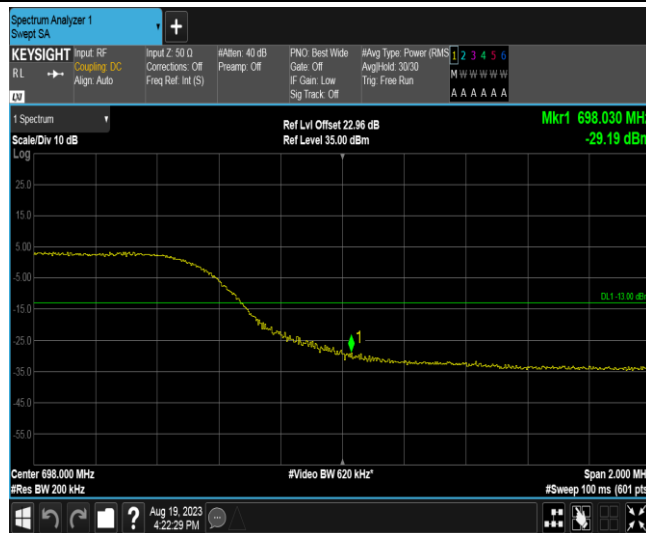 Spectrum Analyzer 1
Swept SA
+
KEYSIGHT
RL
Input: RF
Coupling: DC
Align: Auto
Input Z: 50 Ω
Corrections: Off
Freq Ref: Int (S)
#Atten: 40 dB
Preamp: Off
PNO: Best Wide
Gate: Off
IF Gain: Low
Sig Track: Off
#Avg Type: Power (RMS
Avg|Hold: 30/30
Trig: Free Run
1 2 3 4 5 6
M W W W W W
A A A A A A
1 Spectrum
Scale/Div 10 dB
Ref Lvl Offset 22.96 dB
Ref Level 35.00 dBm
Mkr1 698.030 MHz
-29.19 dBm
Log
25.0
15.0
5.00
-5.00
DL1 -13.00 dBm
-15.0
1
-25.0
-35.0
-45.0
-55.0
Center 698.000 MHz
#Res BW 200 kHz
#Video BW 620 kHz*
Span 2.000 MHz
#Sweep 100 ms (601 pts
?
Aug 19, 2023
4:22:29 PM